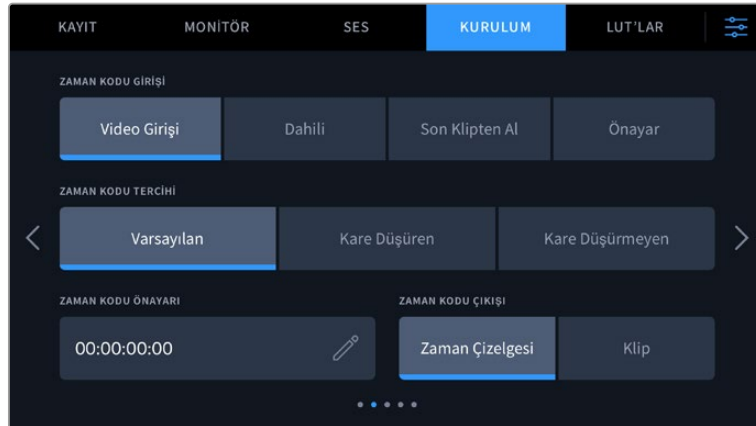 KAYIT MONİTÖR SES KURULUM LUT'LAR
ZAMAN KODU GİRİŞİ
Video Girişi Dahili Son Klipten Al Önayar
ZAMAN KODU TERCİHİ
Varsayılan Kare Düşüren Kare Düşürmeyen
ZAMAN KODU ÖNAYARI ZAMAN KODU ÇIKIŞI
00:00:00:00 Zaman Çizelgesi Klip